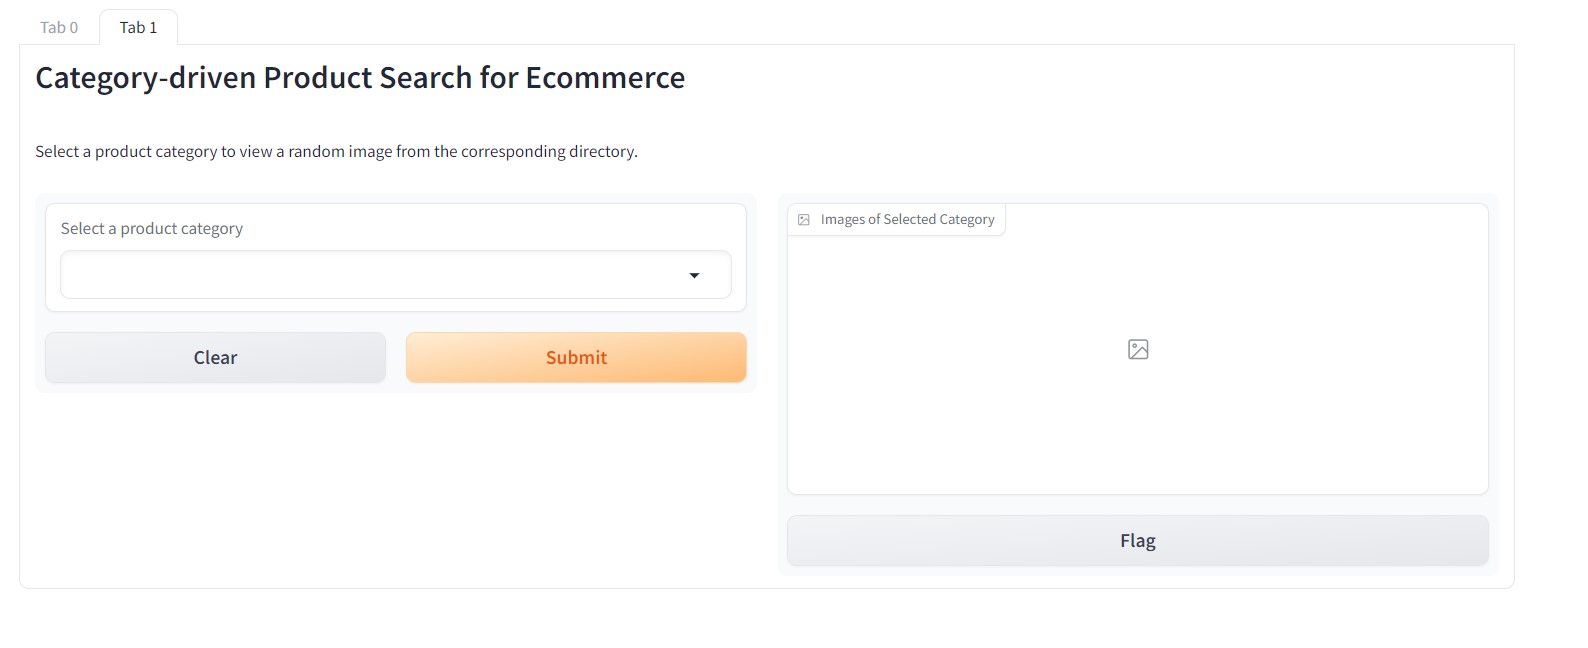 Tab 0
Tab 1
Category-driven Product Search for Ecommerce
Select a product category to view a random image from the corresponding directory.
Select a product category
Clear
Submit
Images of Selected Category
Flag